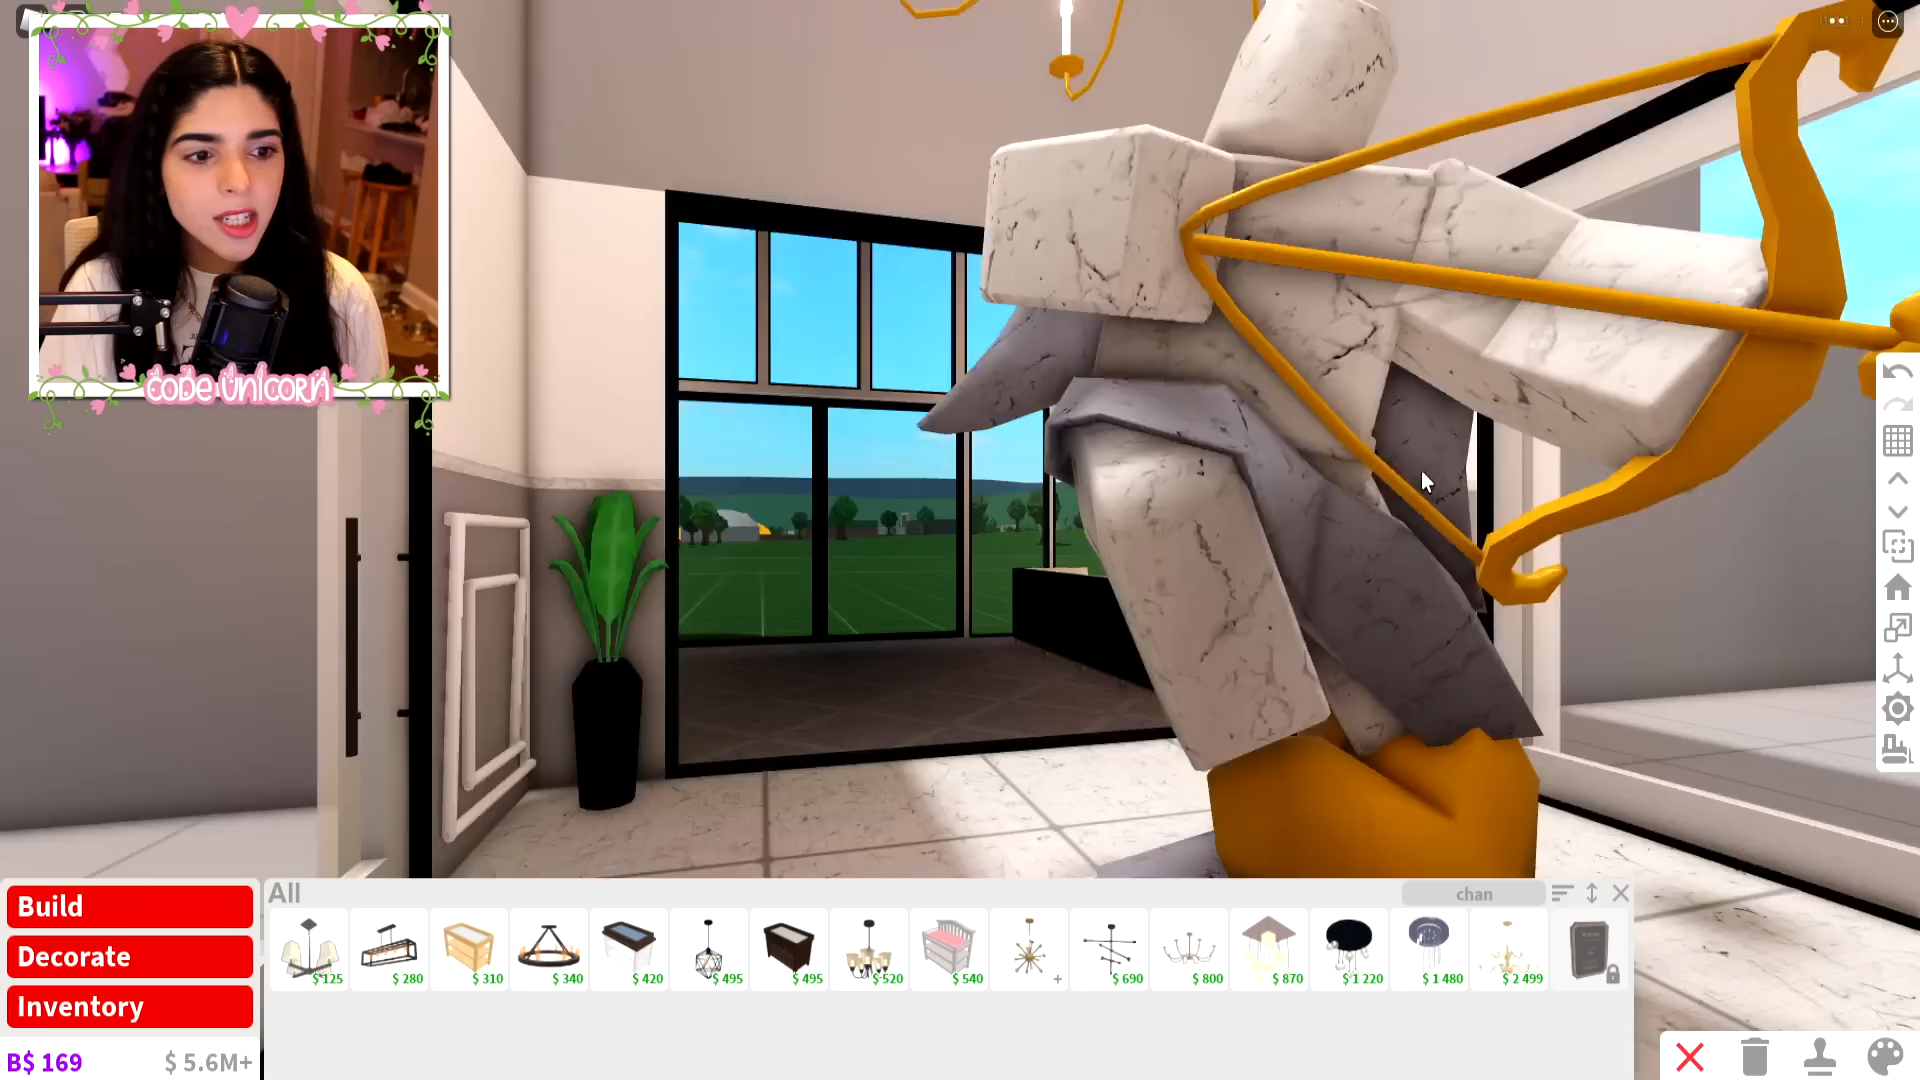 CODE UNICORN
Build
Decorate
Inventory
B$ 169
$ 5.6M+
All
chan
$125
$ 280
$ 310
$ 340
$ 420
$ 495
$ 495
$ 520
$ 540
+
$ 690
$ 800
$ 870
$1 220
$ 1 480
$ 2 499